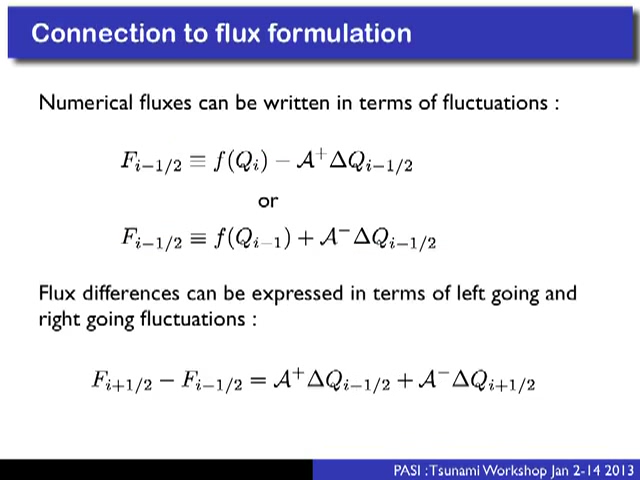 Connection to flux formulation
Numerical fluxes can be written in terms of fluctuations :
F_{i−1/2} ≡ f(Q_i) − 𝒜⁺ΔQ_{i−1/2}
or
F_{i−1/2} ≡ f(Q_{i−1}) + 𝒜⁻ΔQ_{i−1/2}
Flux differences can be expressed in terms of left going and
right going fluctuations :
F_{i+1/2} − F_{i−1/2} = 𝒜⁺ΔQ_{i−1/2} + 𝒜⁻ΔQ_{i+1/2}
PASI : Tsunami Workshop Jan 2-14 2013